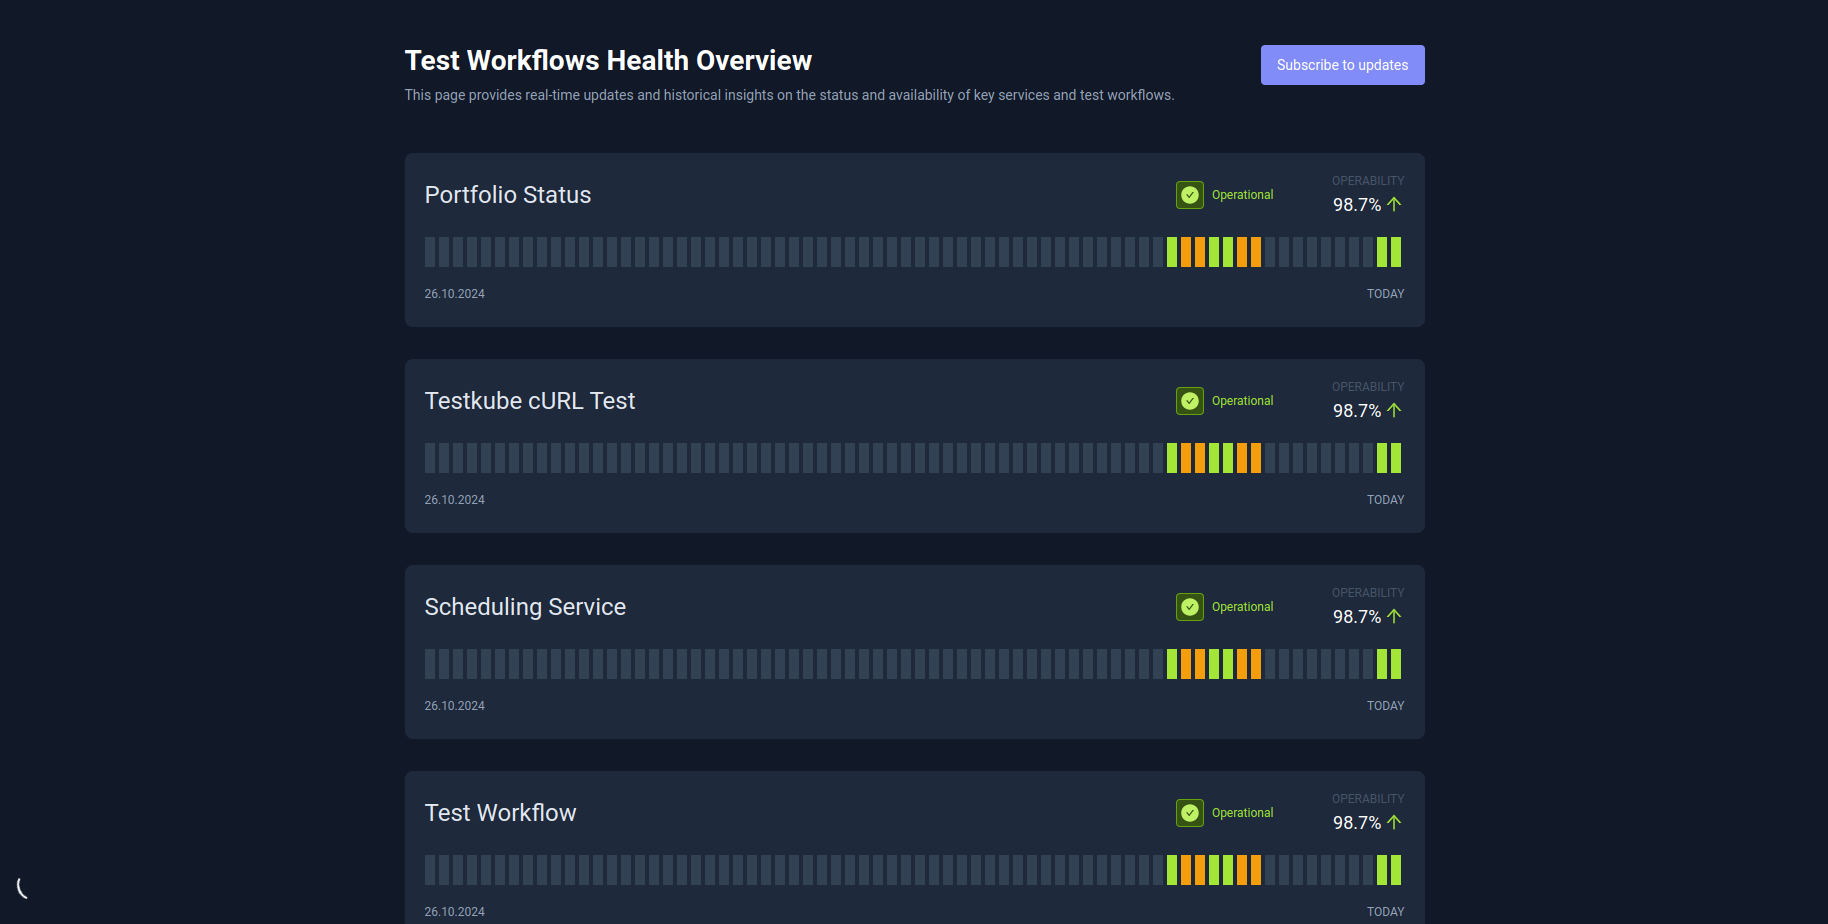 Test Workflows Health Overview
Subscribe to updates
This page provides real-time updates and historical insights on the status and availability of key services and test workflows.
Portfolio Status
Operational
OPERABILITY
98.7%
26.10.2024
TODAY
Testkube cURL Test
Operational
OPERABILITY
98.7%
26.10.2024
TODAY
Scheduling Service
Operational
OPERABILITY
98.7%
26.10.2024
TODAY
Test Workflow
Operational
OPERABILITY
98.7%
26.10.2024
TODAY